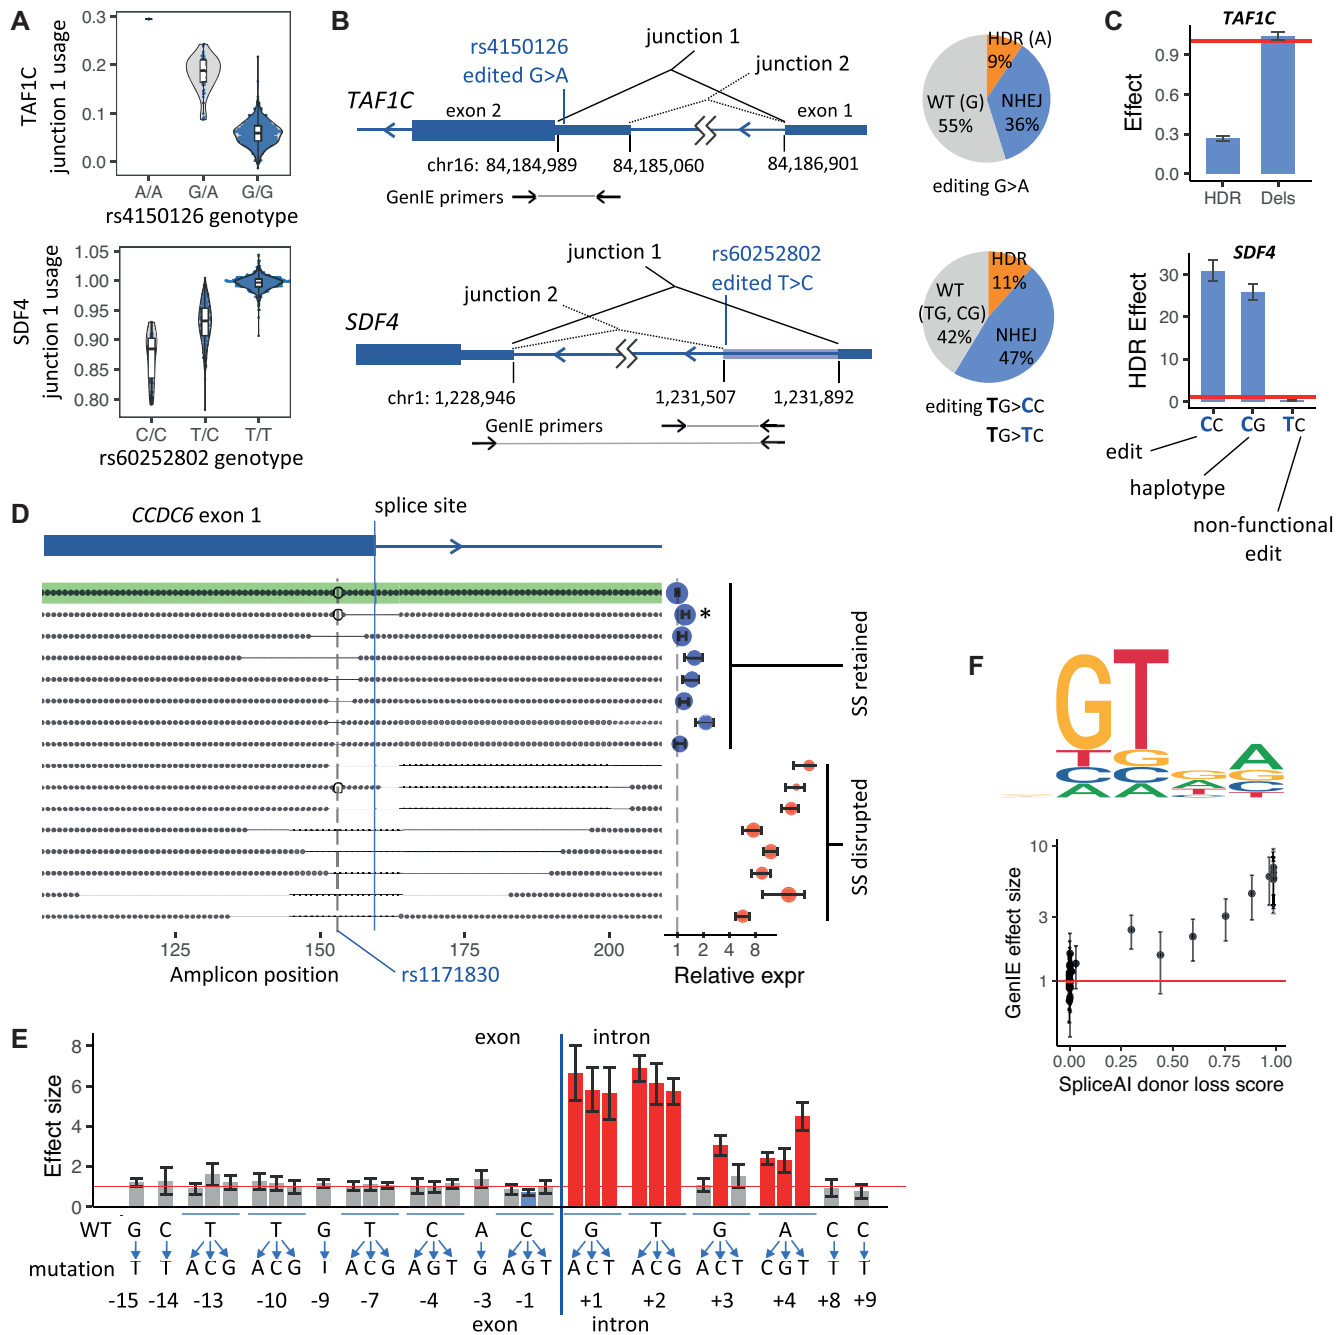 A
TAF1C
junction 1 usage
0.3
0.2
0.1
0.0
A/A G/A G/G
rs4150126 genotype
SDF4
junction 1 usage
1.05
1.00
0.95
0.90
0.85
0.80
C/C T/C T/T
rs60252802 genotype
B
rs4150126
edited G>A
junction 1
junction 2
TAF1C
exon 2
exon 1
chr16: 84,184,989
84,185,060
84,186,901
GenIE primers
HDR (A)
9%
WT (G)
55%
NHEJ
36%
editing G>A
junction 1
rs60252802
edited T>C
junction 2
SDF4
chr1: 1,228,946
1,231,507
1,231,892
GenIE primers
HDR
11%
WT
(TG, CG)
42%
NHEJ
47%
editing TG>CC
TG>TC
C
TAF1C
Effect
0.9
0.6
0.3
0.0
HDR Dels
SDF4
HDR Effect
30
20
10
0
CC CG TC
edit
haplotype
non-functional
edit
D
CCDC6 exon 1
splice site
*
SS retained
SS disrupted
125 150 175 200
Amplicon position
rs1171830
1 2 4 8
Relative expr
E
exon intron
Effect size
8
6
4
2
0
WT G C T T G T C A C G T G A C C
mutation T T A C G A C G I A C G A G T G A G T A C T A C G A C T C G T T T
-15 -14 -13 -10 -9 -7 -4 -3 -1 +1 +2 +3 +4 +8 +9
exon intron
F
G T
T G A
C C G G
A A A C
T T
GenIE effect size
10
3
1
0.00 0.25 0.50 0.75 1.00
SpliceAI donor loss score